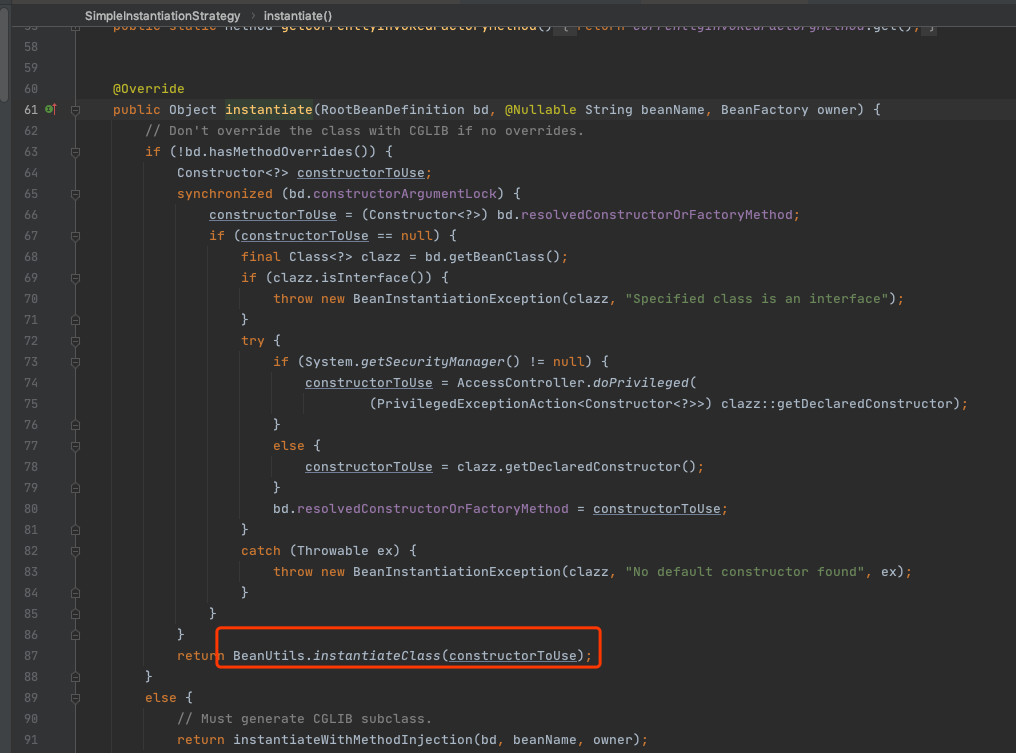 SimpleInstantiationStrategy > instantiate()
58
59
60 @Override
61 public Object instantiate(RootBeanDefinition bd, @Nullable String beanName, BeanFactory owner) {
62 // Don't override the class with CGLIB if no overrides.
63 if (!bd.hasMethodOverrides()) {
64 Constructor<?> constructorToUse;
65 synchronized (bd.constructorArgumentLock) {
66 constructorToUse = (Constructor<?>) bd.resolvedConstructorOrFactoryMethod;
67 if (constructorToUse == null) {
68 final Class<?> clazz = bd.getBeanClass();
69 if (clazz.isInterface()) {
70 throw new BeanInstantiationException(clazz, "Specified class is an interface");
71 }
72 try {
73 if (System.getSecurityManager() != null) {
74 constructorToUse = AccessController.doPrivileged(
75 (PrivilegedExceptionAction<Constructor<?>>) clazz::getDeclaredConstructor);
76 }
77 else {
78 constructorToUse = clazz.getDeclaredConstructor();
79 }
80 bd.resolvedConstructorOrFactoryMethod = constructorToUse;
81 }
82 catch (Throwable ex) {
83 throw new BeanInstantiationException(clazz, "No default constructor found", ex);
84 }
85 }
86 }
87 return BeanUtils.instantiateClass(constructorToUse);
88 }
89 else {
90 // Must generate CGLIB subclass.
91 return instantiateWithMethodInjection(bd, beanName, owner);